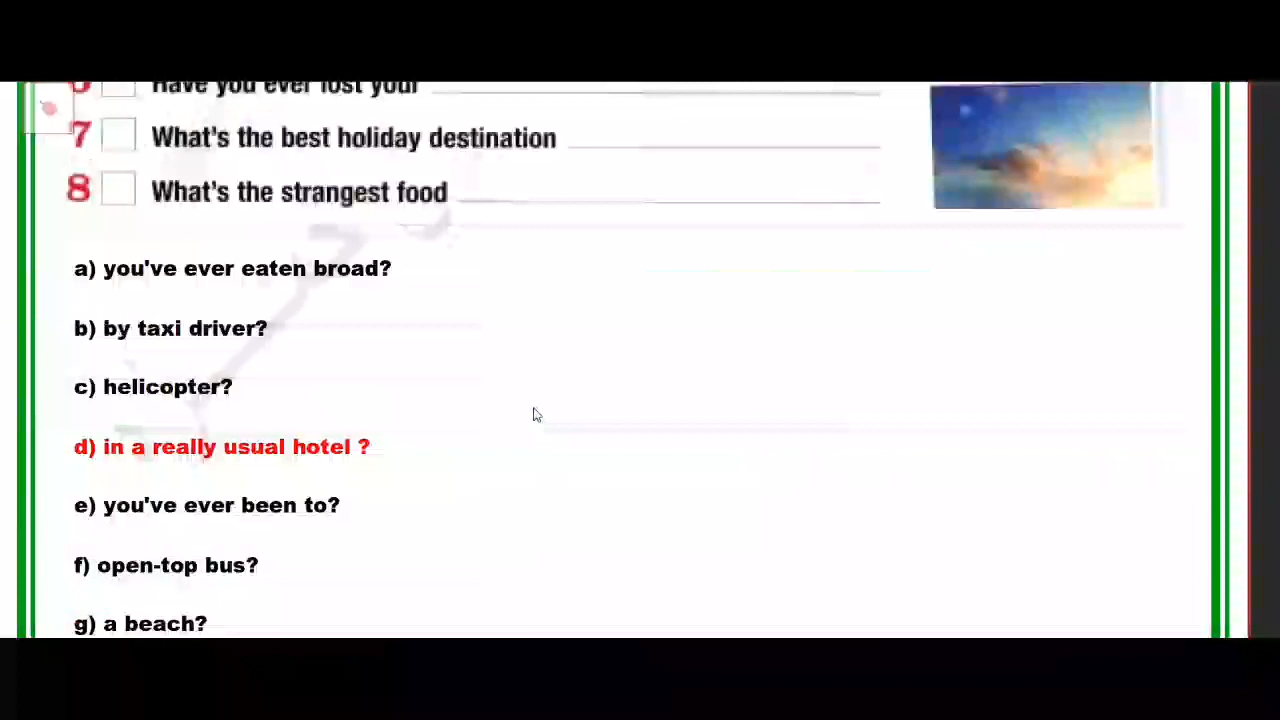 6 Have you ever lost your
7 What's the best holiday destination
8 What's the strangest food
a) you've ever eaten broad?
b) by taxi driver?
c) helicopter?
d) in a really usual hotel ?
e) you've ever been to?
f) open-top bus?
g) a beach?